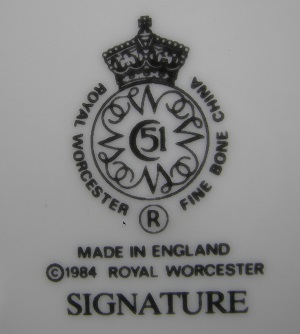 ROYAL WORCESTER FINE BONE CHINA
C 51
®
MADE IN ENGLAND
©1984 ROYAL WORCESTER
SIGNATURE